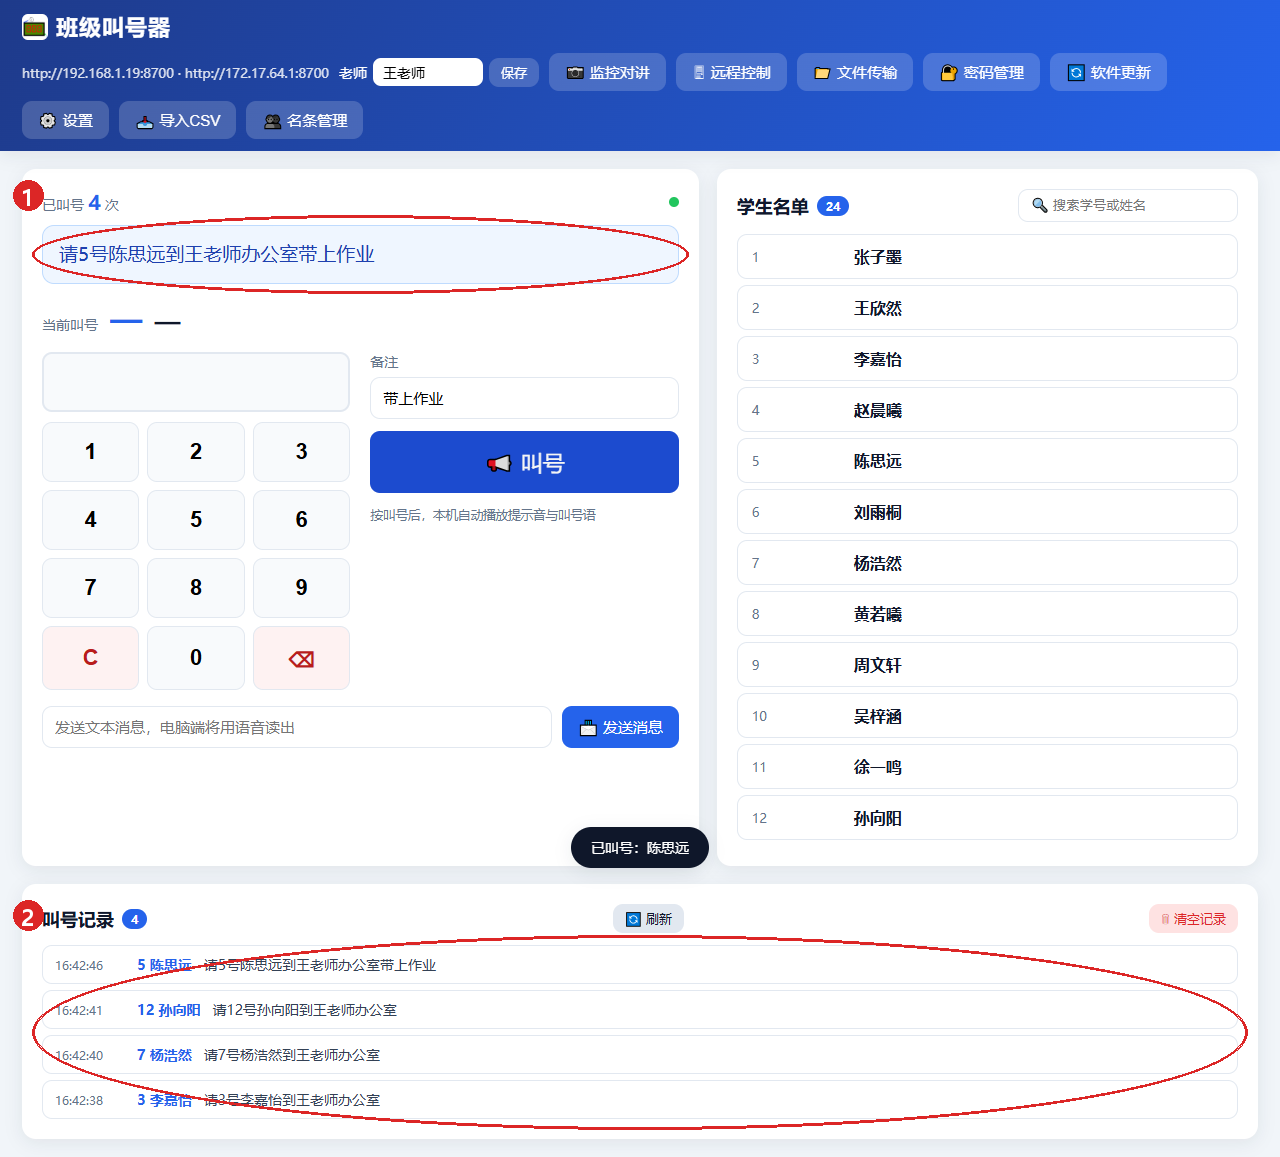 班级叫号器
http://192.168.1.19:8700 · http://172.17.64.1:8700 老师 王老师 保存 监控对讲 远程控制 文件传输 密码管理 软件更新
设置 导入CSV 名条管理
1
已叫号 4 次
请5号陈思远到王老师办公室带上作业
当前叫号 — —
备注
带上作业
叫号
按叫号后，本机自动播放提示音与叫号语
1 2 3
4 5 6
7 8 9
C 0 ⌫
发送文本消息，电脑端将用语音读出 发送消息
已叫号：陈思远
学生名单 24 搜索学号或姓名
1 张子墨
2 王欣然
3 李嘉怡
4 赵晨曦
5 陈思远
6 刘雨桐
7 杨浩然
8 黄若曦
9 周文轩
10 吴梓涵
11 徐一鸣
12 孙向阳
2
叫号记录 4 刷新 清空记录
16:42:46 5 陈思远 请5号陈思远到王老师办公室带上作业
16:42:41 12 孙向阳 请12号孙向阳到王老师办公室
16:42:40 7 杨浩然 请7号杨浩然到王老师办公室
16:42:38 3 李嘉怡 请3号李嘉怡到王老师办公室